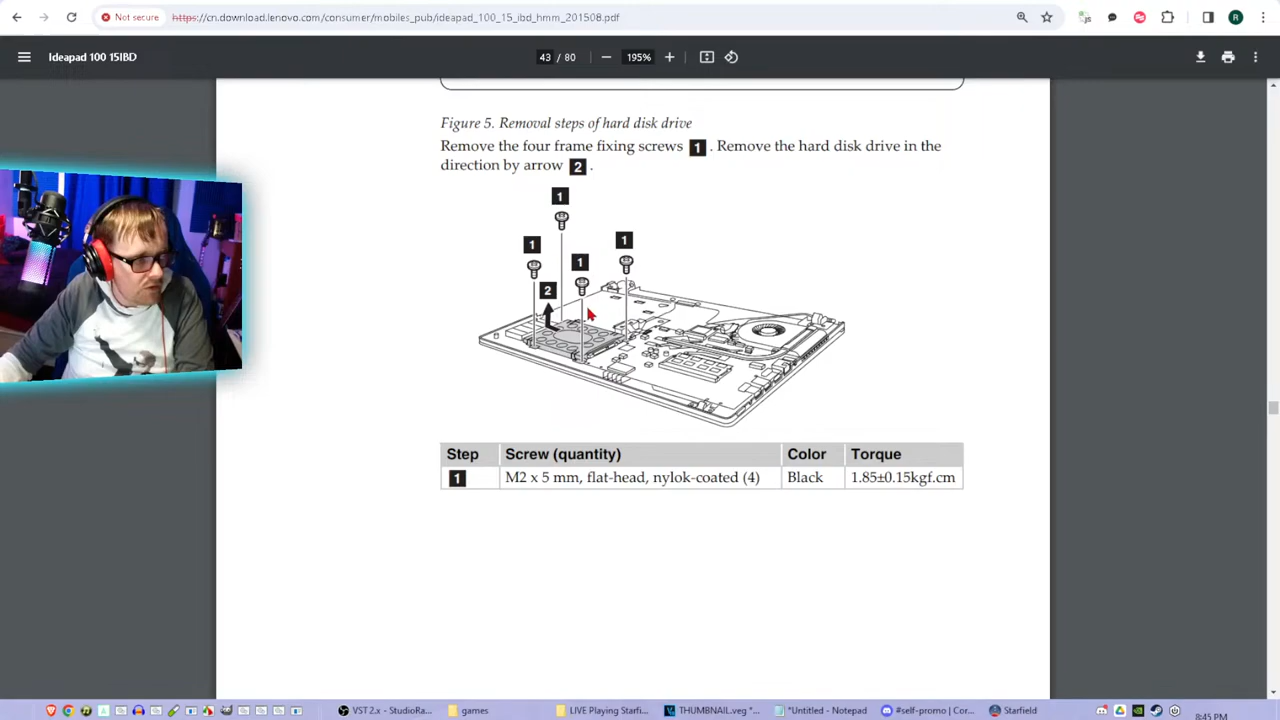 Not secure
https://cn.download.lenovo.com/consumer/mobiles_pub/ideapad_100_15_ibd_hmm_201508.pdf
R
Ideapad 100 15IBD
43 / 80
195%
Figure 5. Removal steps of hard disk drive
Remove the four frame fixing screws 1 . Remove the hard disk drive in the
direction by arrow 2 .
1
1
1
1
2
Step Screw (quantity) Color Torque
1 M2 x 5 mm, flat-head, nylok-coated (4) Black 1.85±0.15kgf.cm
VST 2.x - StudioRa...
games
LIVE Playing Starfi...
THUMBNAIL.veg *...
*Untitled - Notepad
#self-promo | Cor...
Starfield
8:45 PM